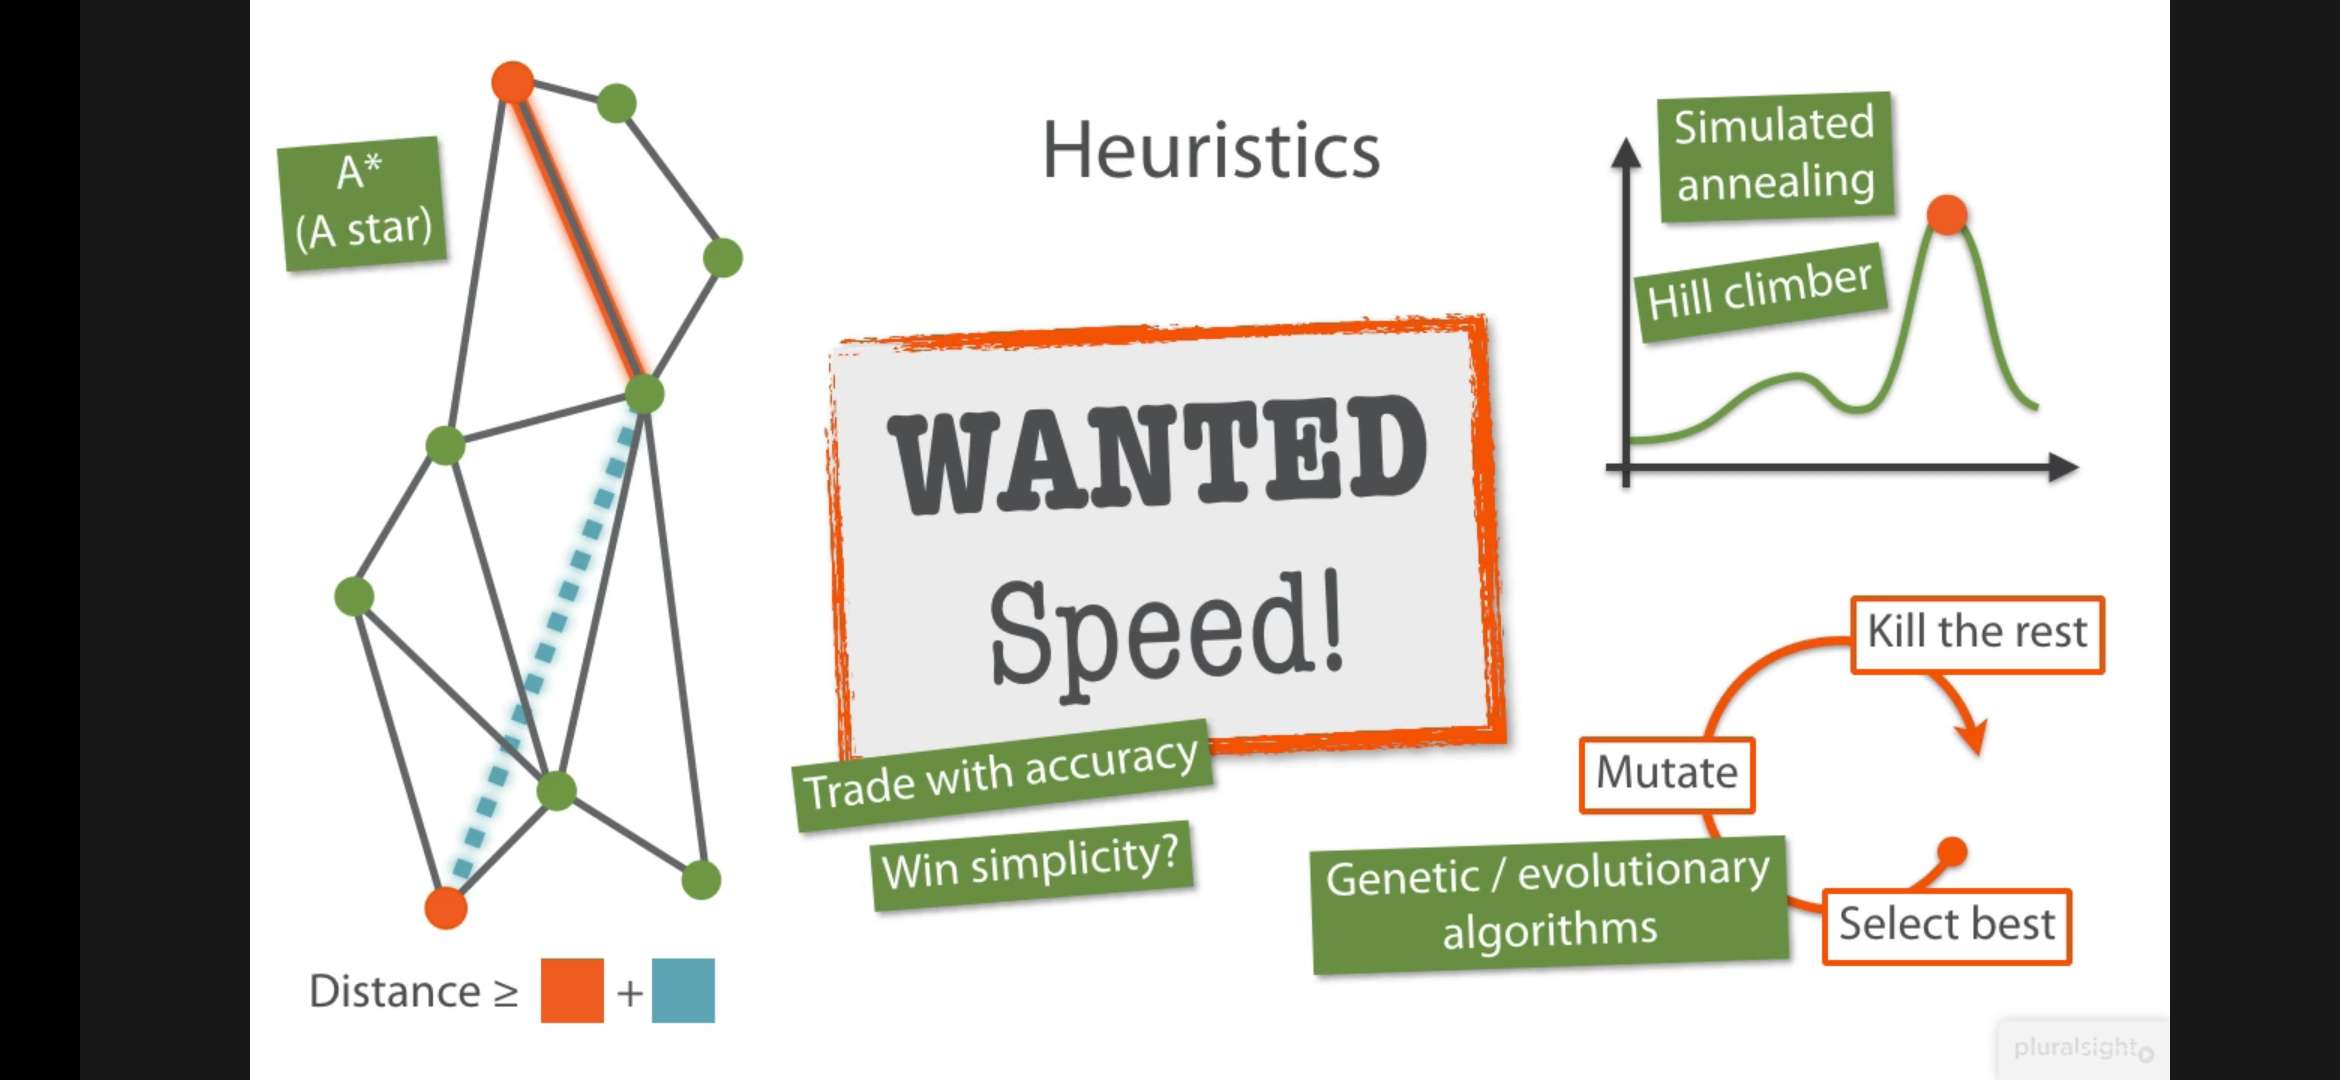 Heuristics
A*
(A star)
Distance ≥ +
WANTED
Speed!
Trade with accuracy
Win simplicity?
Simulated
annealing
Hill climber
Kill the rest
Mutate
Genetic / evolutionary
algorithms
Select best
pluralsight